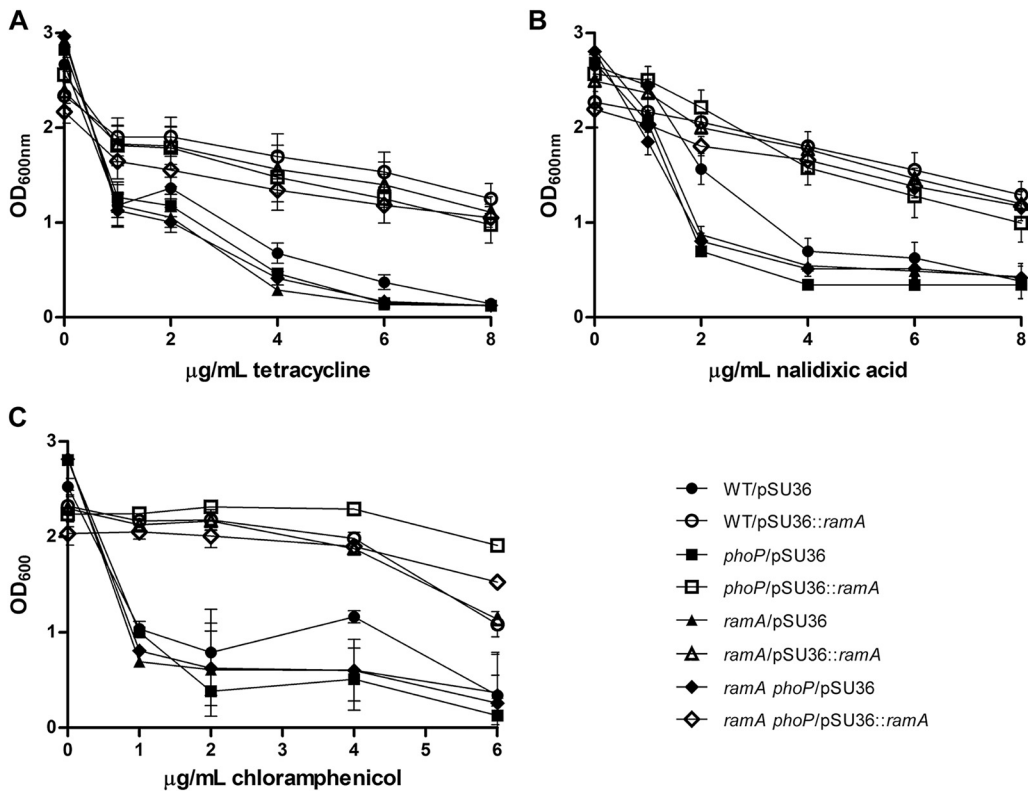 A
B
3
2
1
0
OD600nm
0
2
4
6
8
μg/mL tetracycline
3
2
1
0
OD600nm
0
2
4
6
8
μg/mL nalidixic acid
C
3
2
1
0
OD600
0
1
2
3
4
5
6
μg/mL chloramphenicol
WT/pSU36
WT/pSU36::ramA
phoP/pSU36
phoP/pSU36::ramA
ramA/pSU36
ramA/pSU36::ramA
ramA phoP/pSU36
ramA phoP/pSU36::ramA